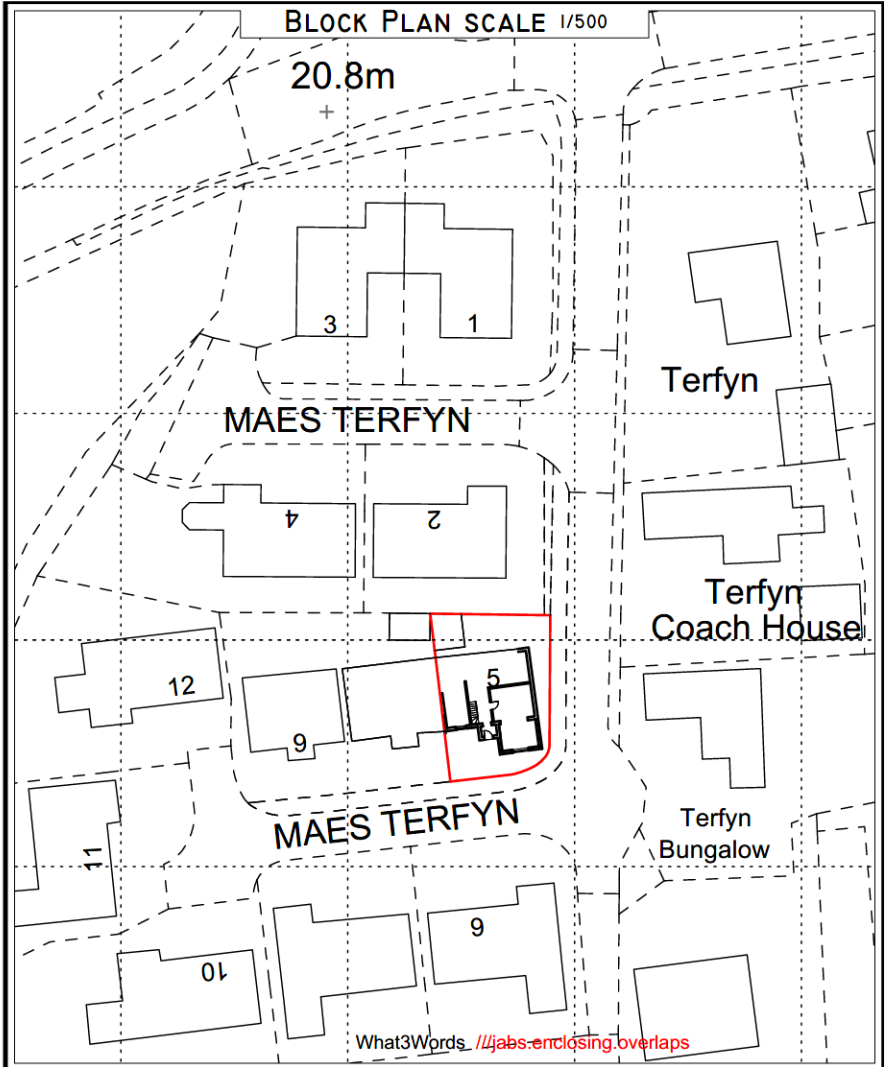 BLOCK PLAN SCALE 1/500
20.8m
3
1
Terfyn
MAES TERFYN
4
2
Terfyn
Coach House
5
12
9
MAES TERFYN
Terfyn
Bungalow
11
6
10
What3Words ///jabs.enclosing.overlaps